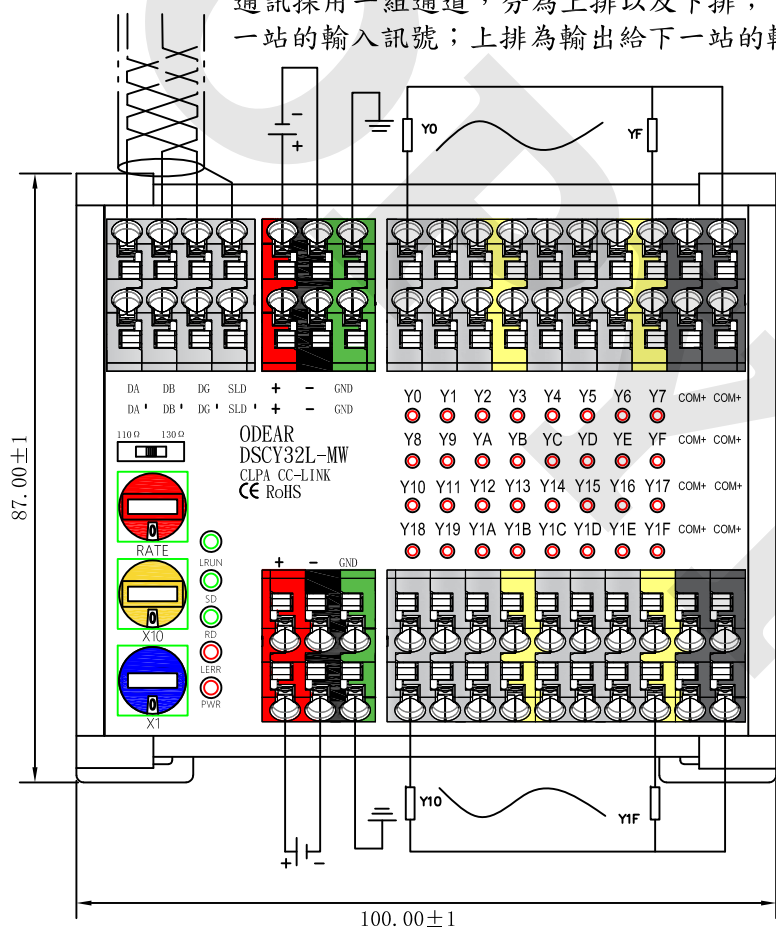 通訊採用一組通道，分為上排以及下排；
一站的輸入訊號；上排為輸出給下一站的
Y0
YF
- +
DA DB DG SLD + - GND
DA' DB' DG' SLD' + - GND
Y0 Y1 Y2 Y3 Y4 Y5 Y6 Y7 COM+ COM+
110Ω 130Ω
ODEAR
DSCY32L-MW
CLPA CC-LINK
CE RoHS
Y8 Y9 YA YB YC YD YE YF COM+ COM+
Y10 Y11 Y12 Y13 Y14 Y15 Y16 Y17 COM+ COM+
Y18 Y19 Y1A Y1B Y1C Y1D Y1E Y1F COM+ COM+
RATE
LRUN
SD
+ - GND
X10
RD
LERR
PWR
X1
87.00±1
Y10
Y1F
+ -
100.00±1